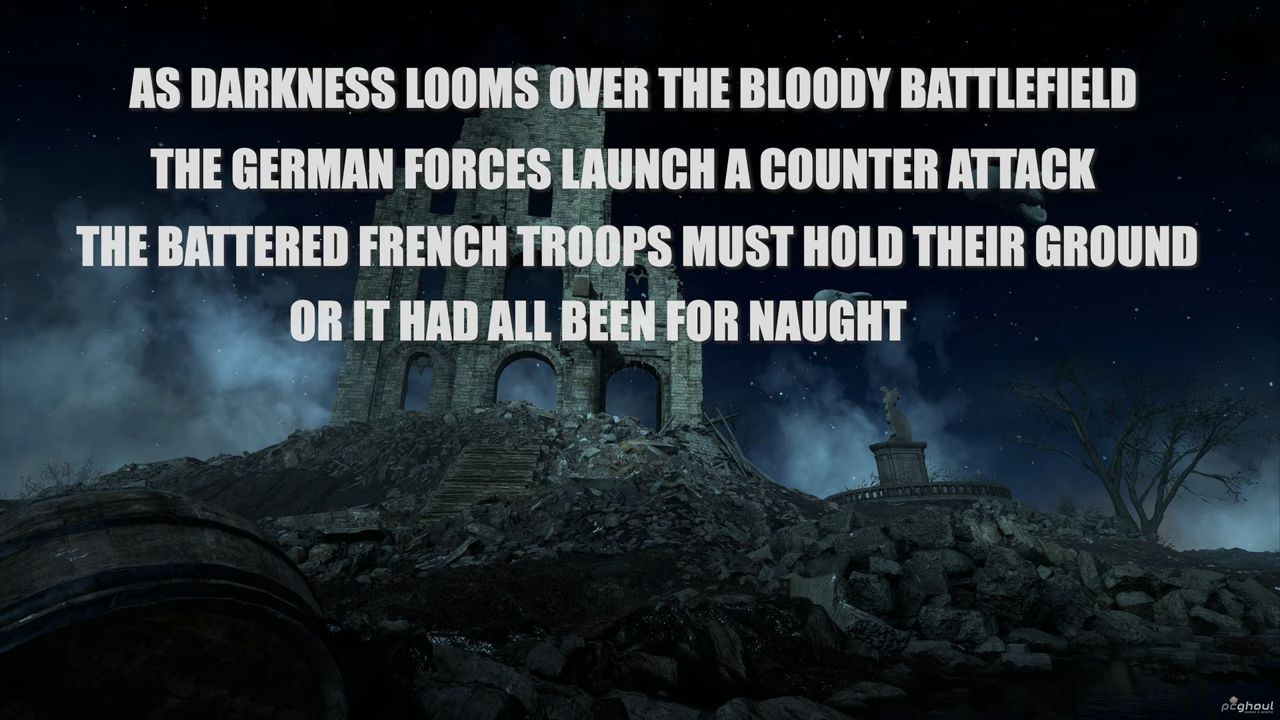 AS DARKNESS LOOMS OVER THE BLOODY BATTLEFIELD
THE GERMAN FORCES LAUNCH A COUNTER ATTACK
THE BATTERED FRENCH TROOPS MUST HOLD THEIR GROUND
OR IT HAD ALL BEEN FOR NAUGHT
pcghoul